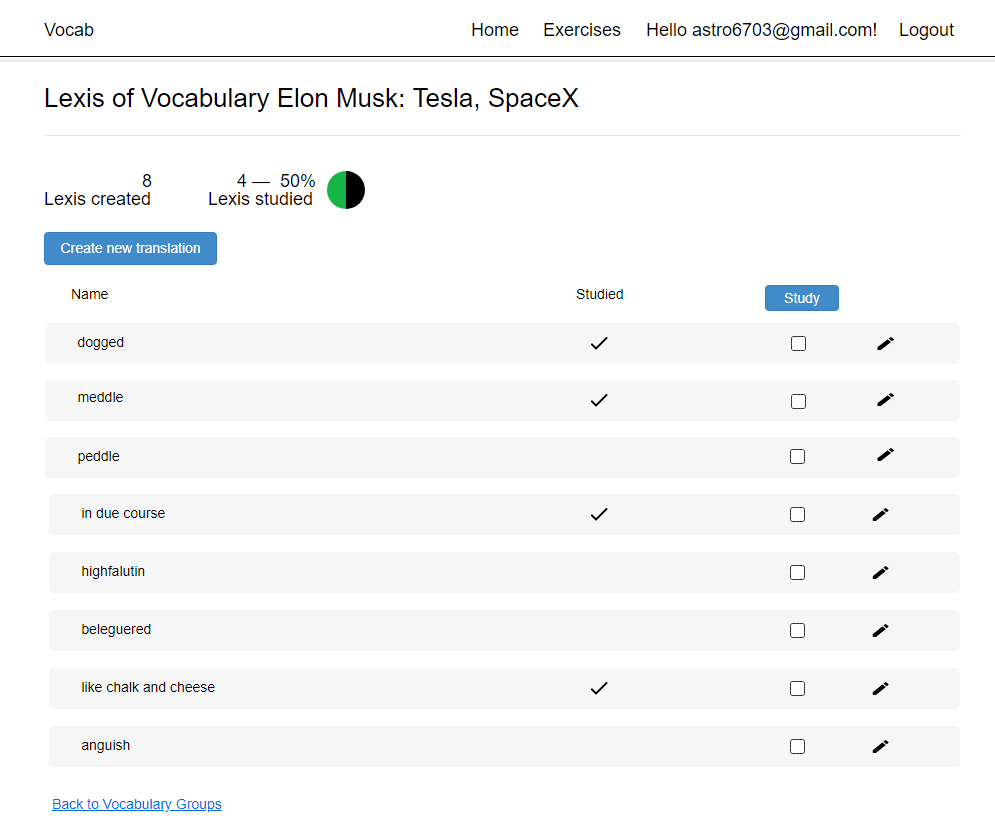 Vocab Home Exercises Hello astro6703@gmail.com! Logout
Lexis of Vocabulary Elon Musk: Tesla, SpaceX
8 4 — 50%
Lexis created Lexis studied
Create new translation
Name Studied Study
dogged
meddle
peddle
in due course
highfalutin
beleguered
like chalk and cheese
anguish
Back to Vocabulary Groups